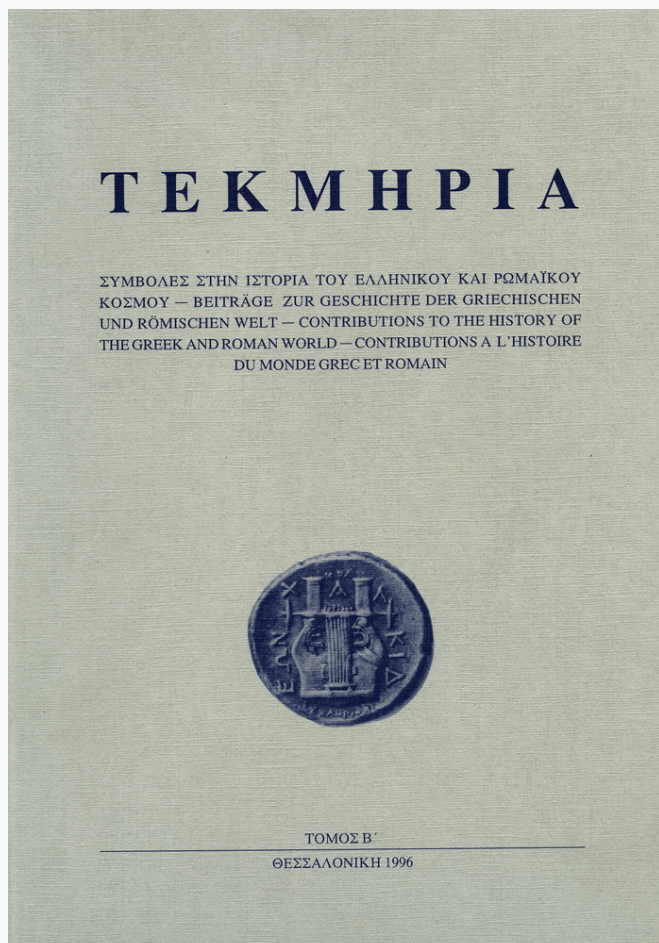 ΤΕΚΜΗΡΙΑ
ΣΥΜΒΟΛΕΣ ΣΤΗΝ ΙΣΤΟΡΙΑ ΤΟΥ ΕΛΛΗΝΙΚΟΥ ΚΑΙ ΡΩΜΑΪΚΟΥ
ΚΟΣΜΟΥ — BEITRÄGE ZUR GESCHICHTE DER GRIECHISCHEN
UND RÖMISCHEN WELT — CONTRIBUTIONS TO THE HISTORY OF
THE GREEK AND ROMAN WORLD — CONTRIBUTIONS A L'HISTOIRE
DU MONDE GREC ET ROMAIN
ΧΑΛΚΙΔΕΩΝ
ΤΟΜΟΣ Β΄
ΘΕΣΣΑΛΟΝΙΚΗ 1996